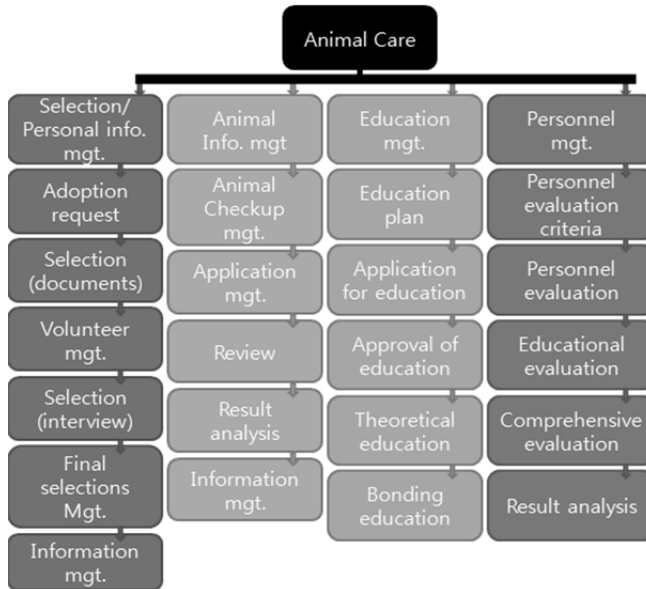 Animal Care
Selection/
Personal info.
mgt.
Adoption
request
Selection
(documents)
Volunteer
mgt.
Selection
(interview)
Final
selections
Mgt.
Information
mgt.
Animal
Info. mgt
Animal
Checkup
mgt.
Application
mgt.
Review
Result
analysis
Information
mgt.
Education
mgt.
Education
plan
Application
for education
Approval of
education
Theoretical
education
Bonding
education
Personnel
mgt.
Personnel
evaluation
criteria
Personnel
evaluation
Educational
evaluation
Comprehensive
evaluation
Result analysis